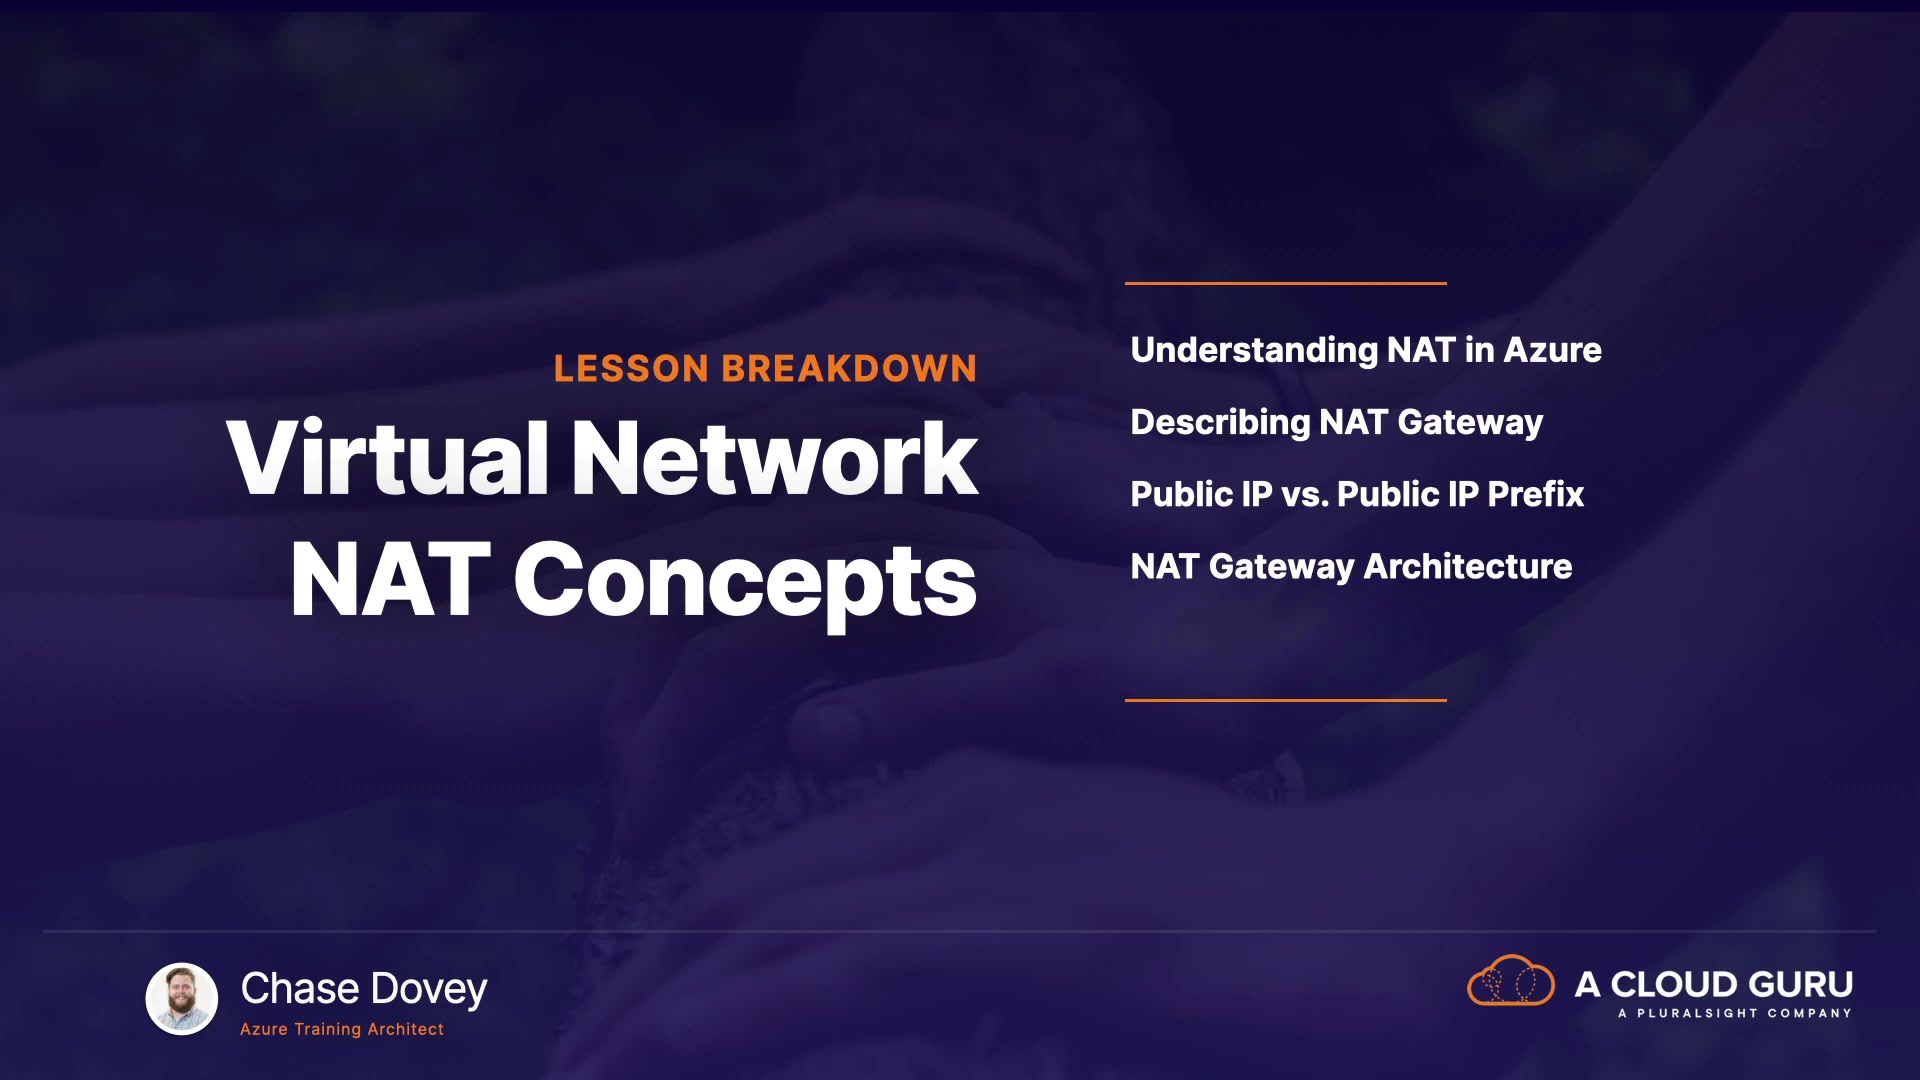 LESSON BREAKDOWN
Virtual Network
NAT Concepts
Understanding NAT in Azure
Describing NAT Gateway
Public IP vs. Public IP Prefix
NAT Gateway Architecture
Chase Dovey
Azure Training Architect
A CLOUD GURU
A PLURALSIGHT COMPANY